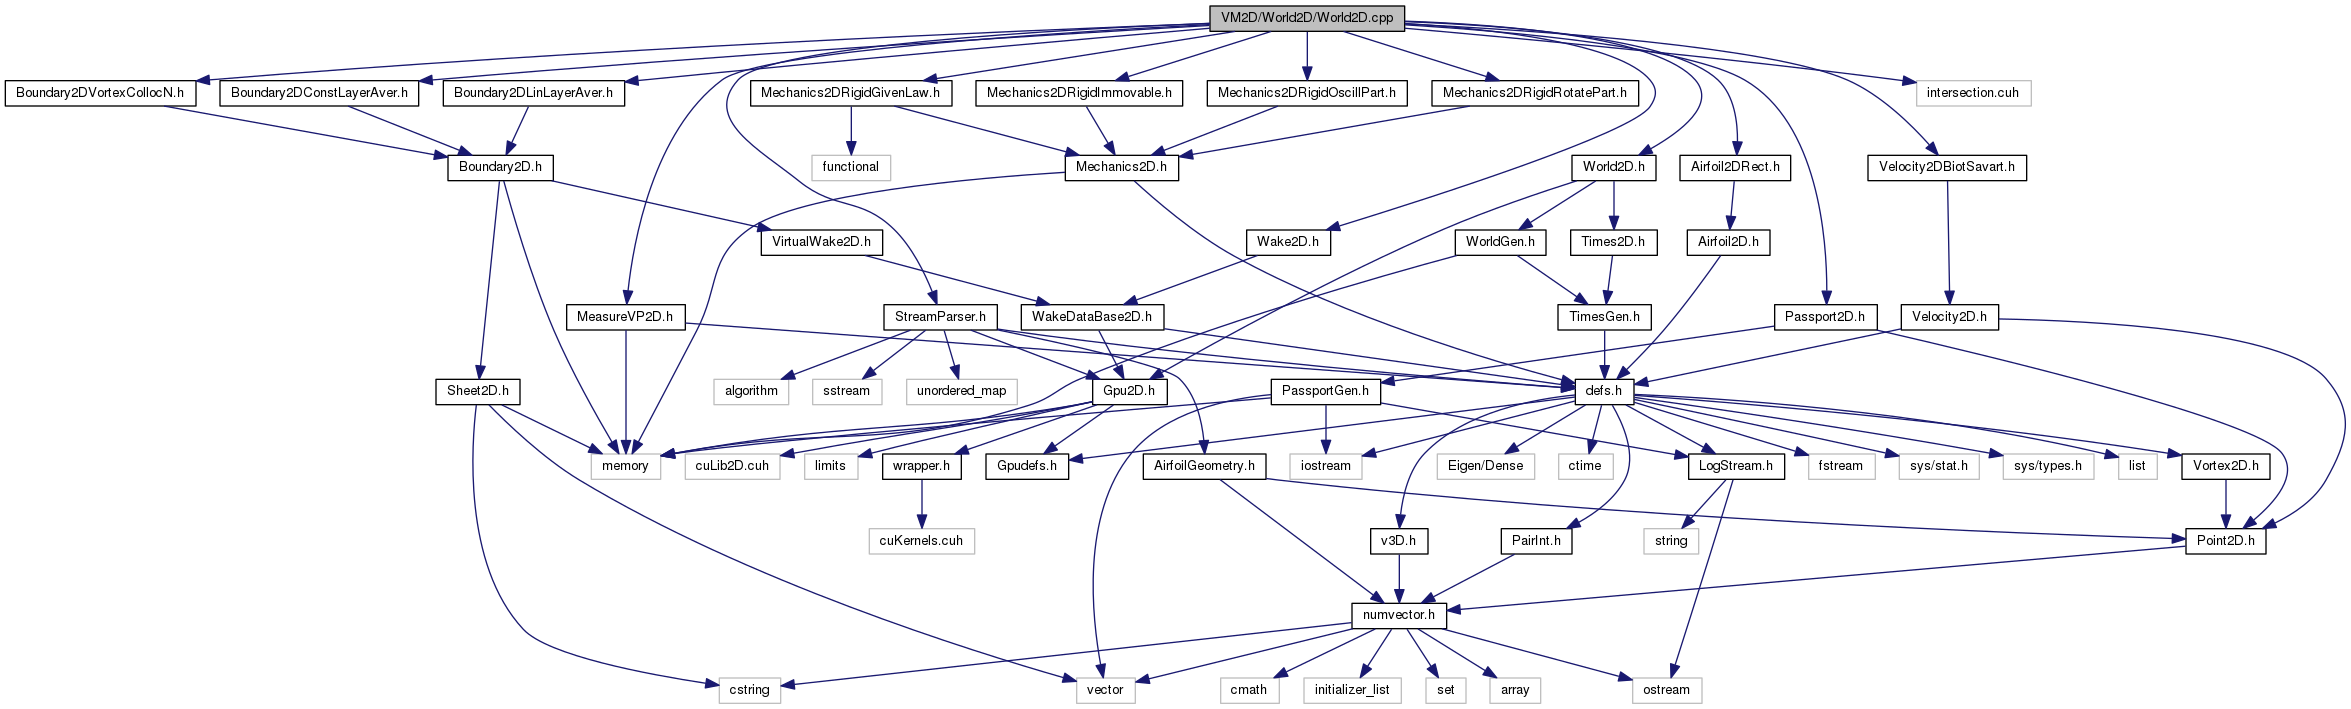 VM2D/World2D/World2D.cpp
Boundary2DVortexCollocN.h
Boundary2DConstLayerAver.h
Boundary2DLinLayerAver.h
Mechanics2DRigidGivenLaw.h
Mechanics2DRigidImmovable.h
Mechanics2DRigidOscillPart.h
Mechanics2DRigidRotatePart.h
intersection.cuh
Boundary2D.h
functional
Mechanics2D.h
World2D.h
Airfoil2DRect.h
Velocity2DBiotSavart.h
VirtualWake2D.h
Wake2D.h
WorldGen.h
Times2D.h
Airfoil2D.h
MeasureVP2D.h
StreamParser.h
WakeDataBase2D.h
TimesGen.h
Passport2D.h
Velocity2D.h
Sheet2D.h
algorithm
sstream
unordered_map
Gpu2D.h
PassportGen.h
defs.h
memory
cuLib2D.cuh
limits
wrapper.h
Gpudefs.h
AirfoilGeometry.h
iostream
Eigen/Dense
ctime
LogStream.h
fstream
sys/stat.h
sys/types.h
list
Vortex2D.h
cuKernels.cuh
v3D.h
PairInt.h
string
Point2D.h
numvector.h
cstring
vector
cmath
initializer_list
set
array
ostream